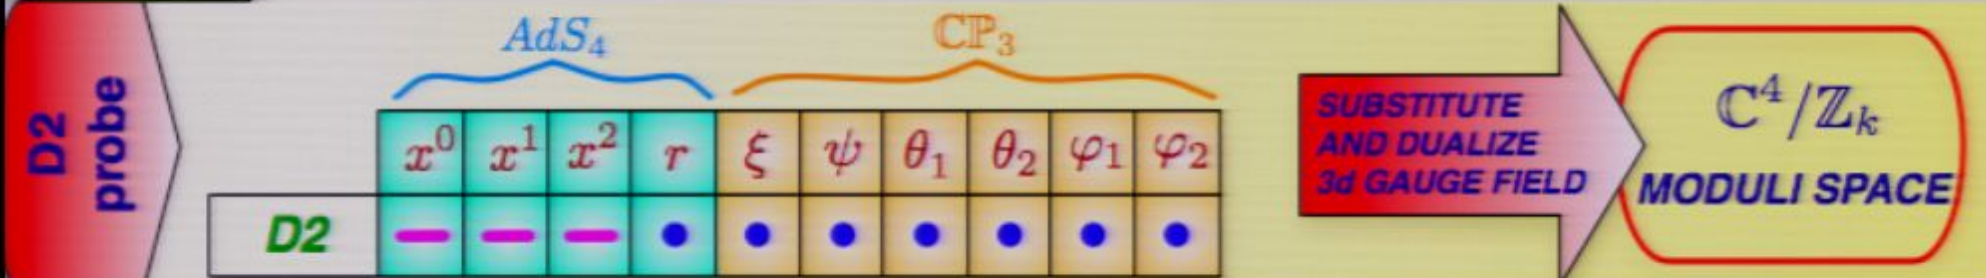 D2
probe
AdS₄ ℂℙ₃
x⁰ x¹ x² r ξ ψ θ₁ θ₂ φ₁ φ₂
D2 — — — • • • • • • •
SUBSTITUTE
AND DUALIZE
3d GAUGE FIELD
ℂ⁴/ℤₖ
MODULI SPACE